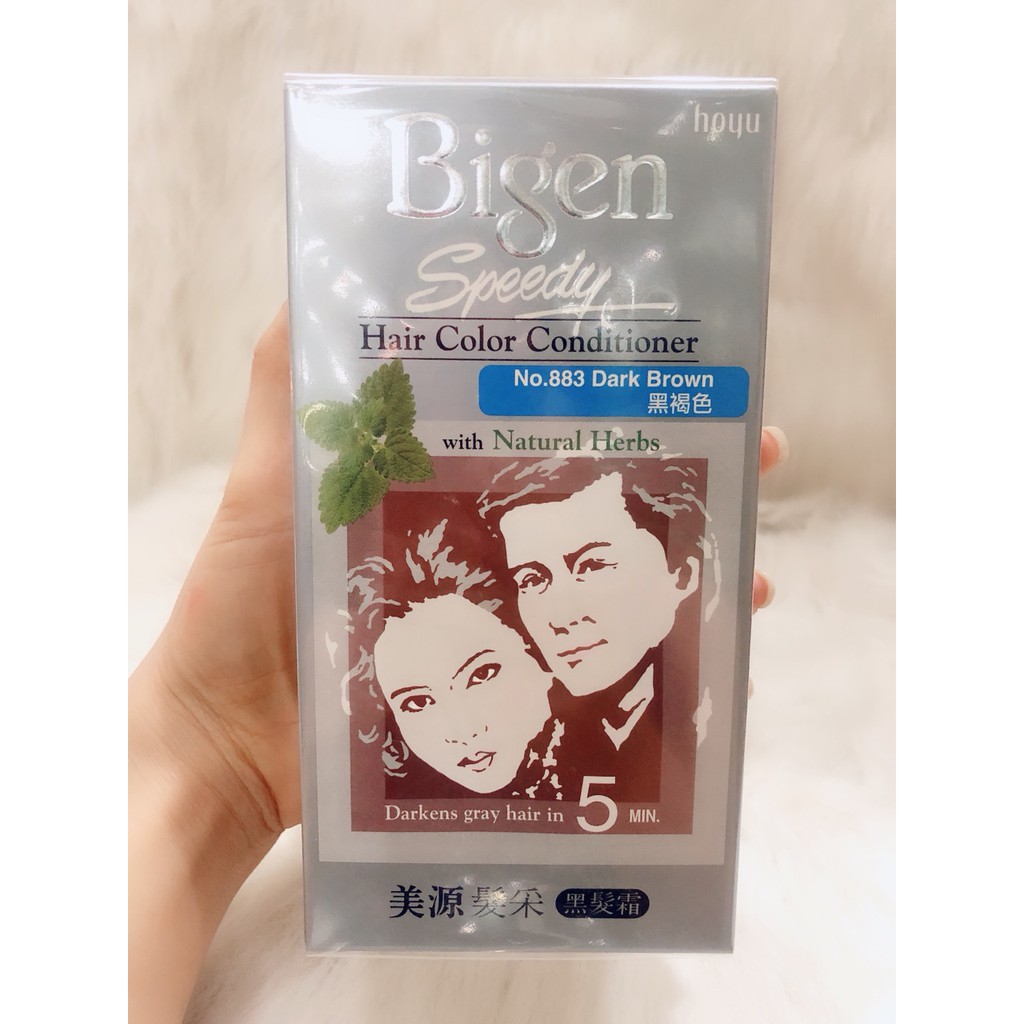 hoyu
Bigen
Speedy
Hair Color Conditioner
No.883 Dark Brown
黑褐色
with Natural Herbs
Darkens gray hair in 5 MIN.
美源髮采 黑髮霜